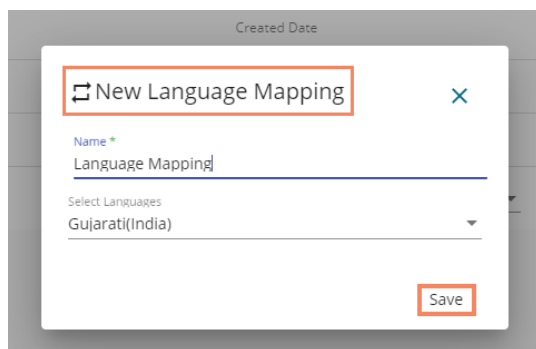 Created Date
New Language Mapping
Name *
Language Mapping
Select Languages
Gujarati(India)
Save